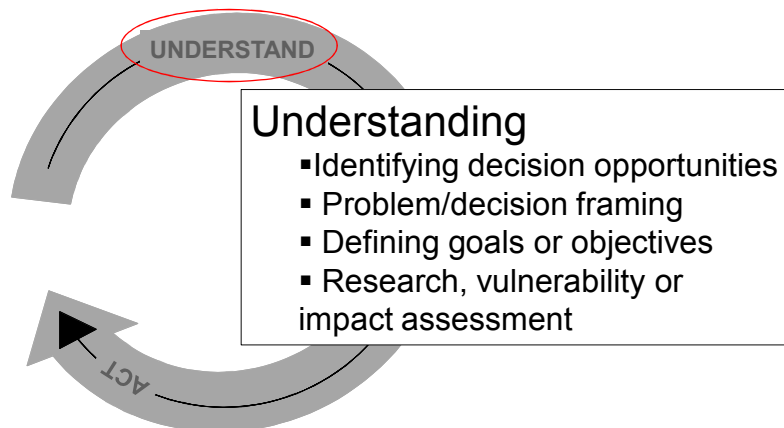 UNDERSTAND
Understanding
▪Identifying decision opportunities
▪ Problem/decision framing
▪ Defining goals or objectives
▪ Research, vulnerability or
impact assessment
ACT